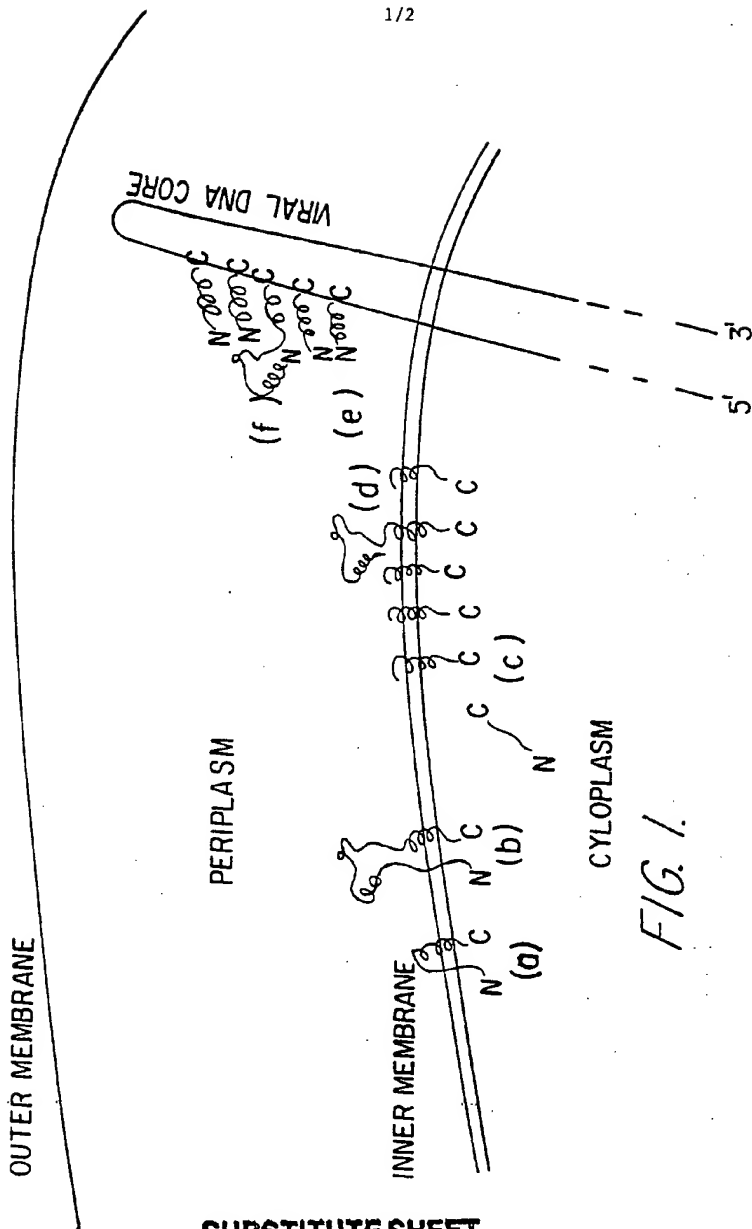 1/2
OUTER MEMBRANE
VIRAL DNA CORE
N C
N C
(f) N C
N C
N C
(e)
PERIPLASM
(d)
INNER MEMBRANE
N C
(a)
N C
(b)
N C
C C C C C
(c)
CYLOPLASM
5' 3'
FIG. 1.
SUBSTITUTE SHEET